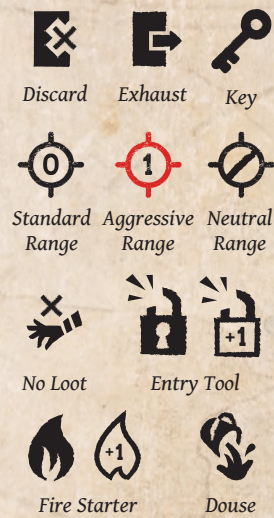 Discard Exhaust Key
0 1
Standard Aggressive Neutral
Range Range Range
+1
No Loot Entry Tool
+1
Fire Starter Douse